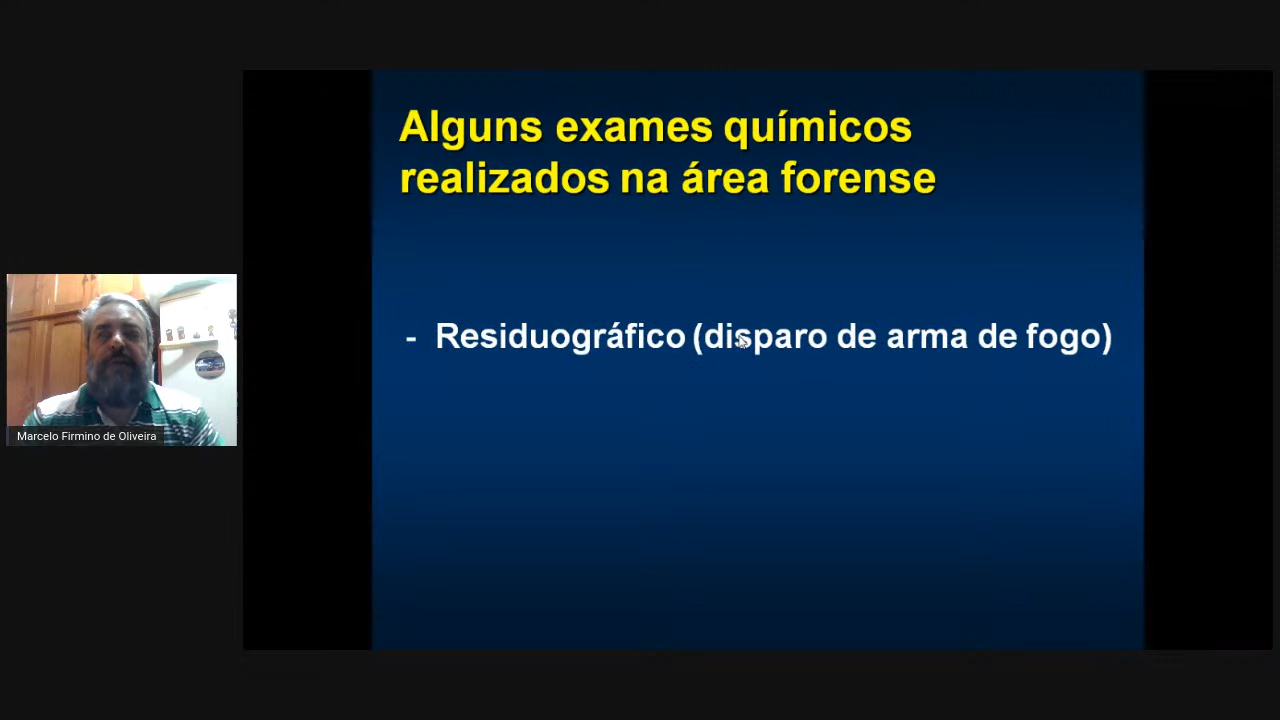 Alguns exames químicos
realizados na área forense
- Residuográfico (disparo de arma de fogo)
Marcelo Firmino de Oliveira